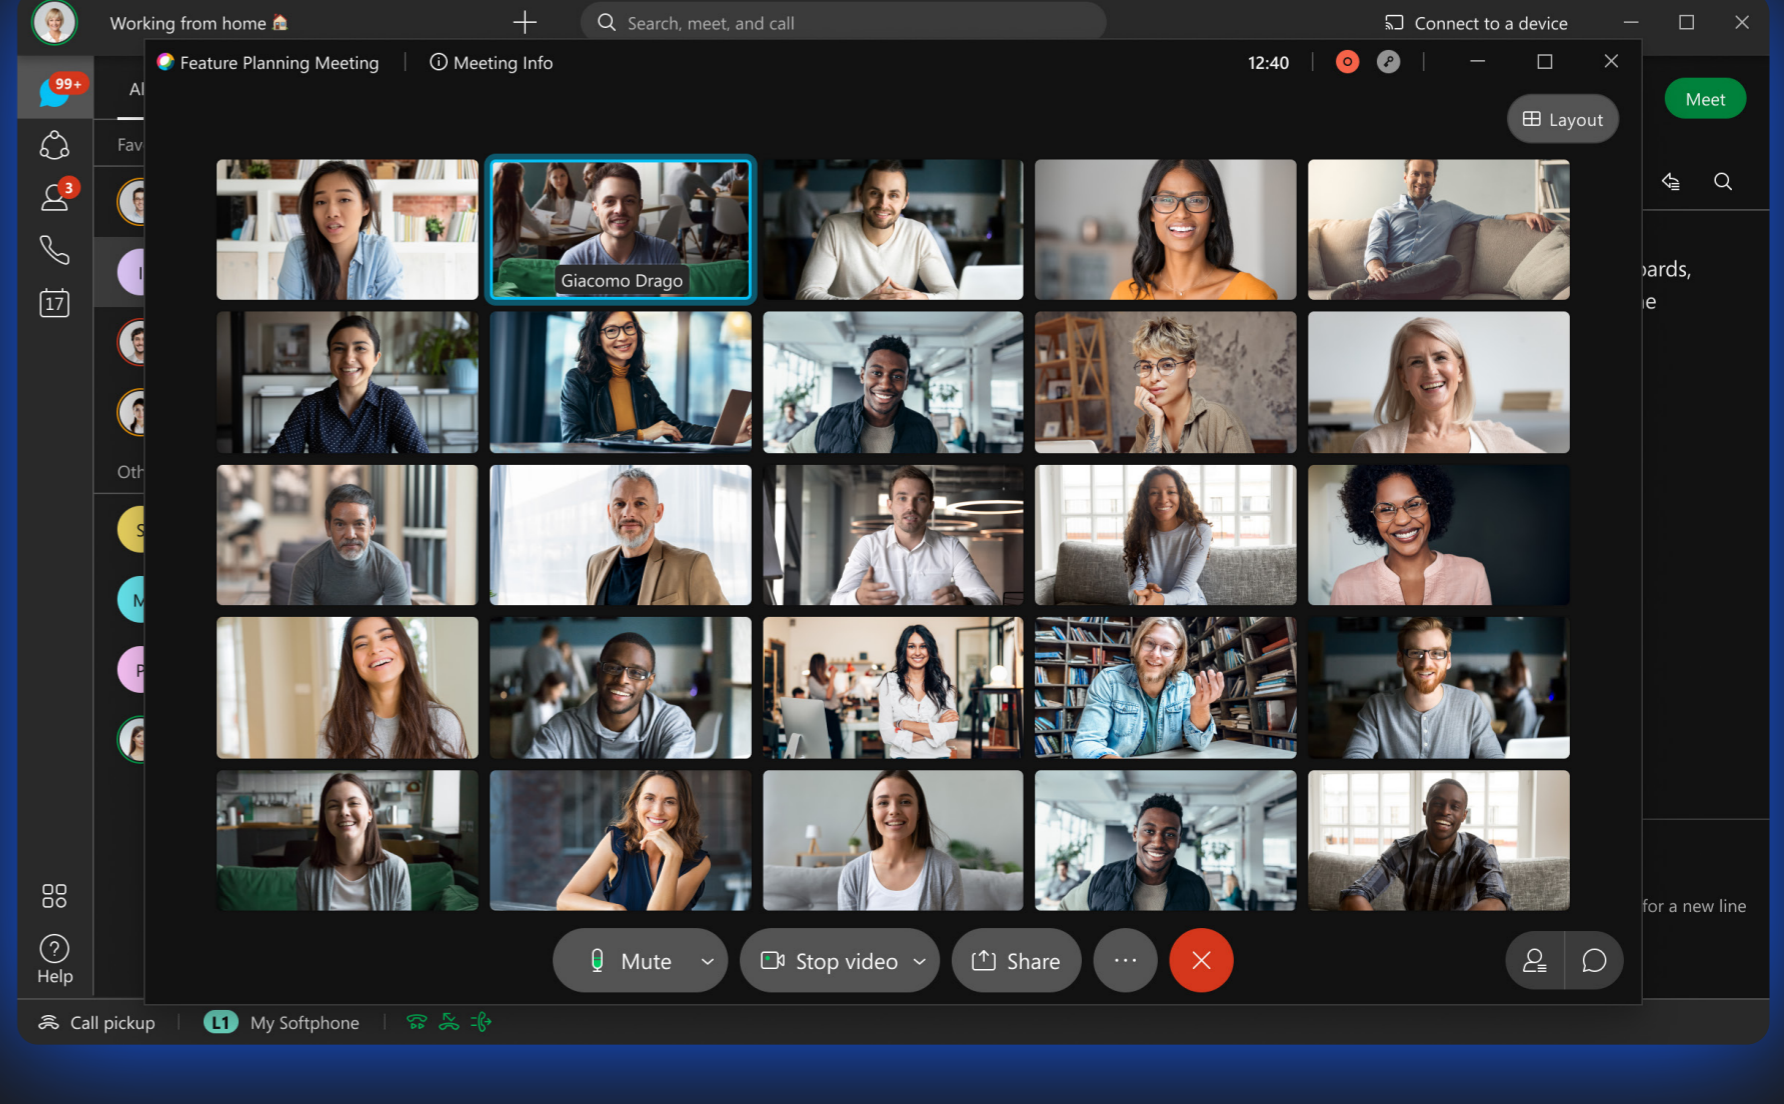 Working from home
Search, meet, and call
Connect to a device
Feature Planning Meeting
Meeting Info
12:40
99+
Al
Meet
Layout
Fav
3
Giacomo Drago
I
17
oards,
e
Oth
S
M
P
Help
for a new line
Mute
Stop video
Share
Call pickup
L1
My Softphone